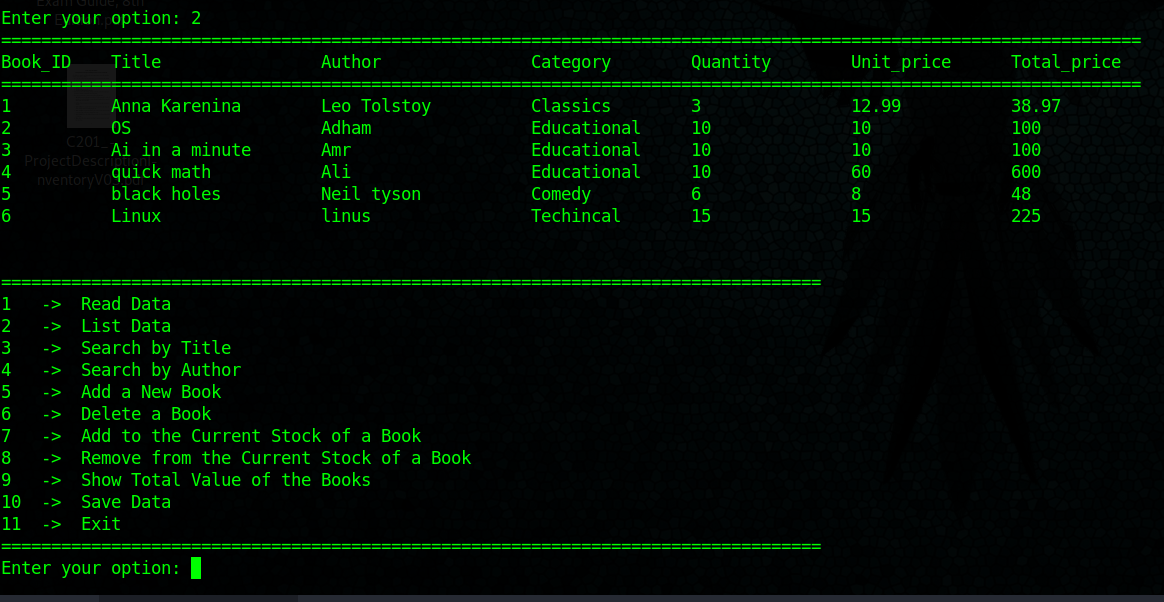 Exam Guide, 8th
Enter your option: 2
==================================================================================================================
Book_ID    Title                Author               Category        Quantity        Unit_price      Total_price
==================================================================================================================
1          Anna Karenina        Leo Tolstoy          Classics        3               12.99           38.97
2          OS                   Adham                Educational     10              10              100
3          Ai in a minute       Amr                  Educational     10              10              100
4          quick math           Ali                  Educational     10              60              600
5          black holes          Neil tyson           Comedy          6               8               48
6          Linux                linus                Techincal       15              15              225
C201_
ProjectDescription
nventoryV0
==================================================================================
1   ->  Read Data
2   ->  List Data
3   ->  Search by Title
4   ->  Search by Author
5   ->  Add a New Book
6   ->  Delete a Book
7   ->  Add to the Current Stock of a Book
8   ->  Remove from the Current Stock of a Book
9   ->  Show Total Value of the Books
10  ->  Save Data
11  ->  Exit
==================================================================================
Enter your option: